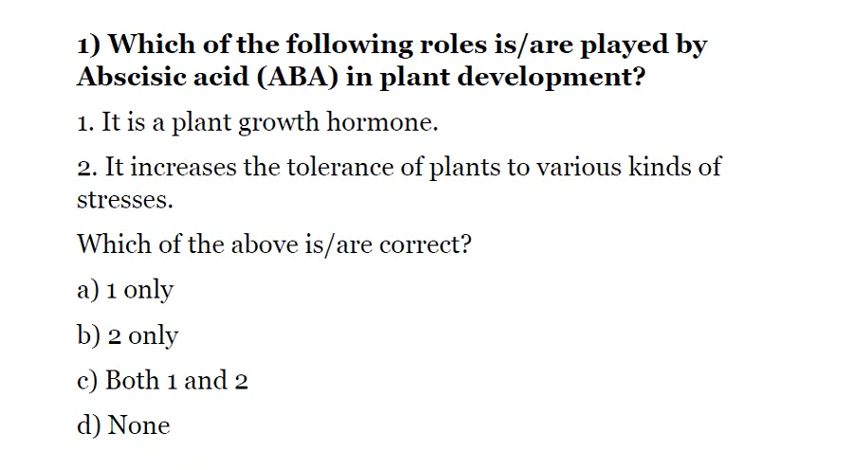 1) Which of the following roles is/are played by
Abscisic acid (ABA) in plant development?
1. It is a plant growth hormone.
2. It increases the tolerance of plants to various kinds of
stresses.
Which of the above is/are correct?
a) 1 only
b) 2 only
c) Both 1 and 2
d) None